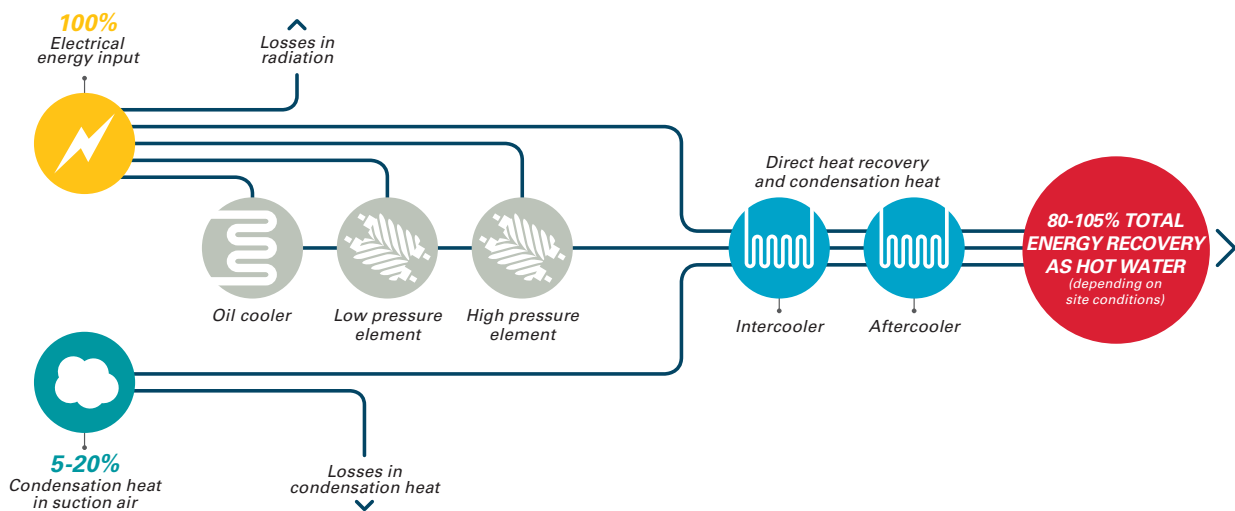 100%
Electrical
energy input
Losses in
radiation
Direct heat recovery
and condensation heat
80-105% TOTAL
ENERGY RECOVERY
AS HOT WATER
(depending on
site conditions)
Oil cooler
Low pressure
element
High pressure
element
Intercooler
Aftercooler
5-20%
Condensation heat
in suction air
Losses in
condensation heat